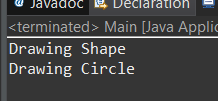 @ Javadoc Declaration
<terminated> Main [Java Applic
Drawing Shape
Drawing Circle